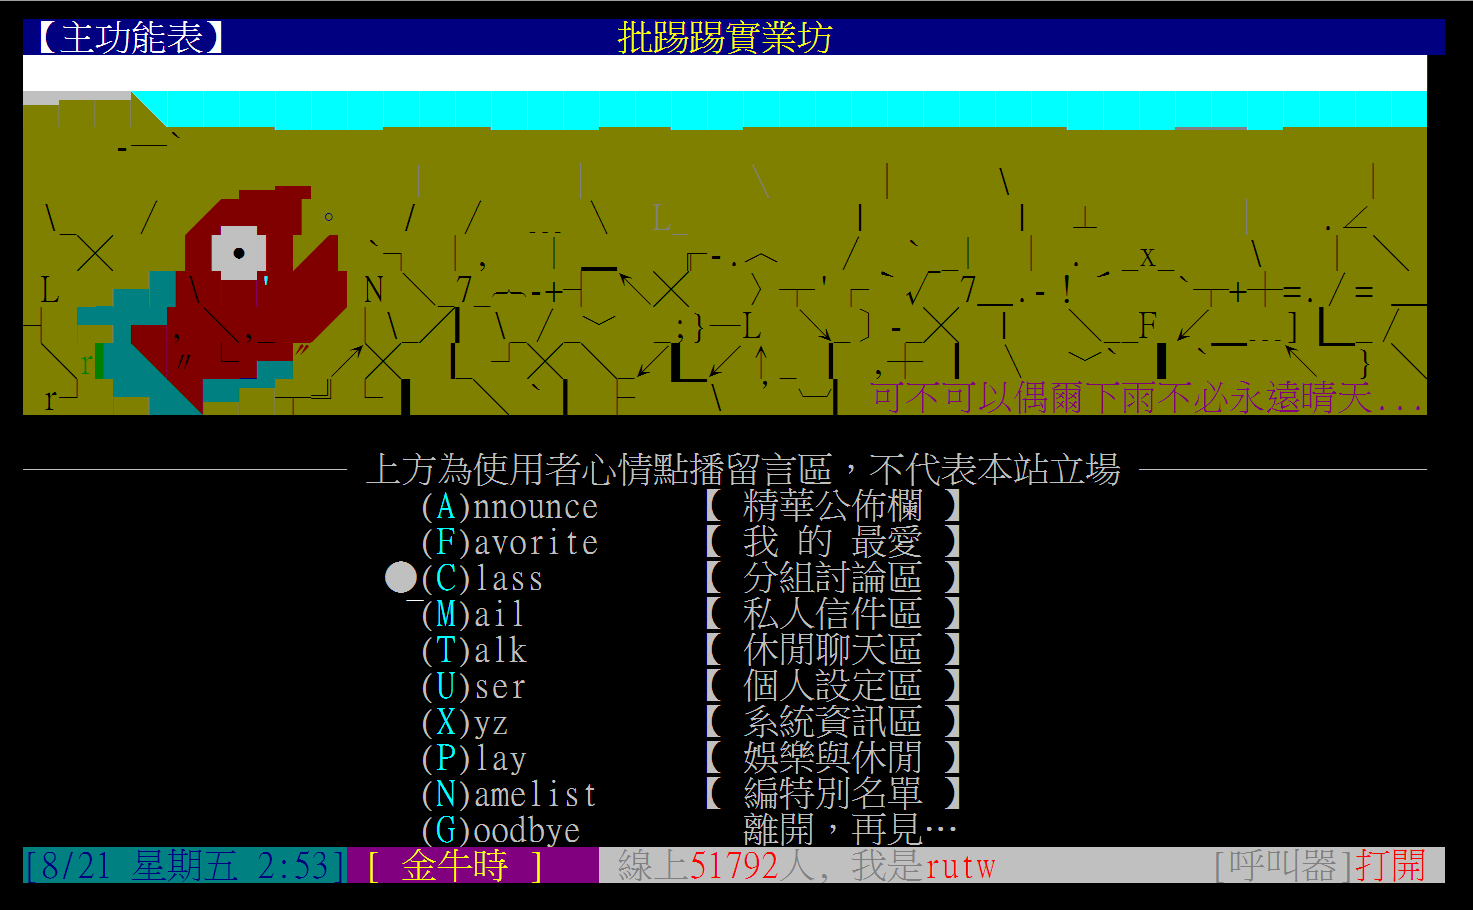 【主功能表】 批踢踢實業坊
可不可以偶爾下雨不必永遠晴天...
上方為使用者心情點播留言區，不代表本站立場
(A)nnounce 【 精華公佈欄 】
(F)avorite 【 我 的 最愛 】
●(C)lass 【 分組討論區 】
(M)ail 【 私人信件區 】
(T)alk 【 休閒聊天區 】
(U)ser 【 個人設定區 】
(X)yz 【 系統資訊區 】
(P)lay 【 娛樂與休閒 】
(N)amelist 【 編特別名單 】
(G)oodbye 離開，再見…
[8/21 星期五 2:53] [ 金牛時 ] 線上51792人, 我是rutw [呼叫器]打開